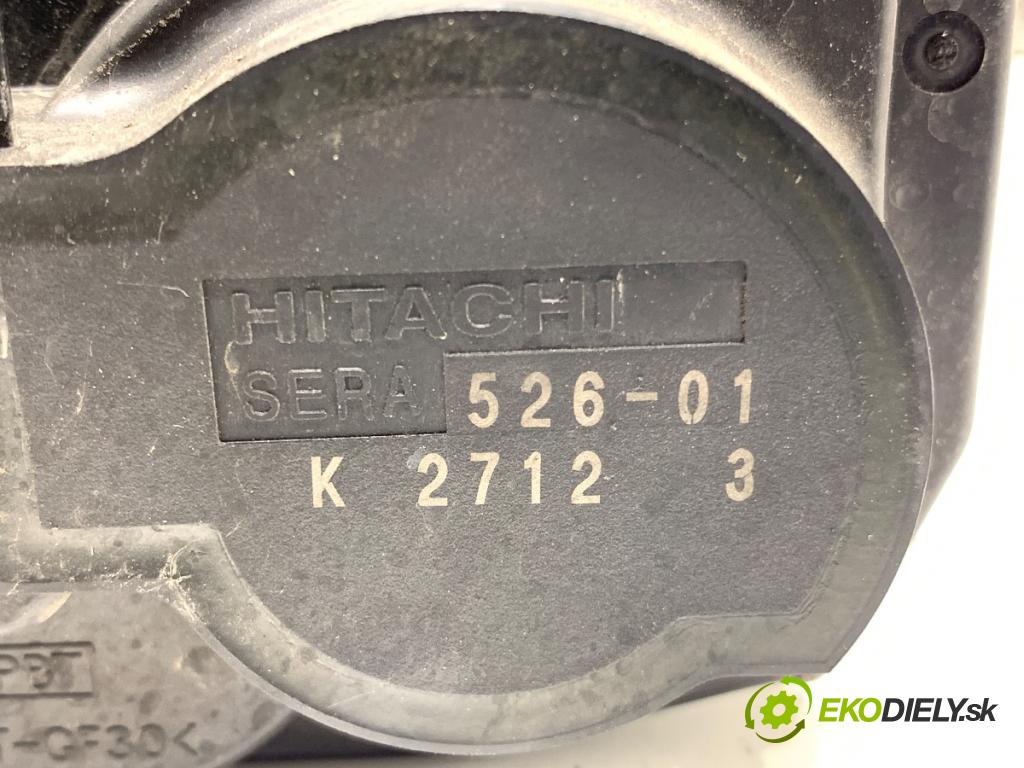 HITACHI
SERA 526-01
K 2712 3
PBT
T-GF30<
EKODIELY.sk